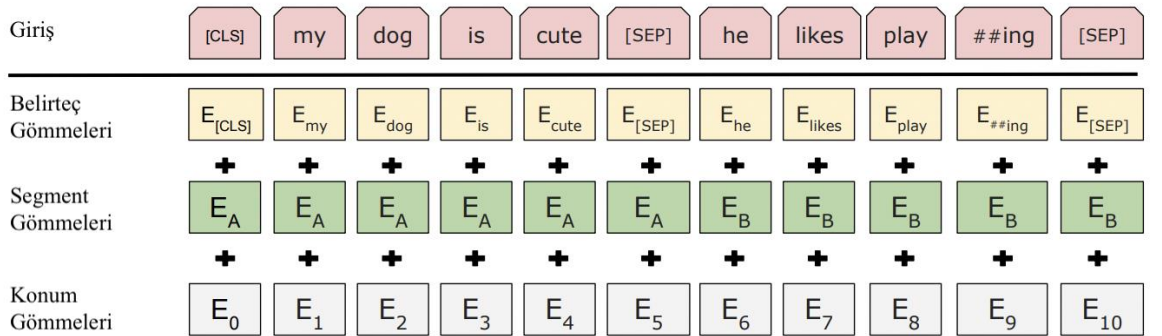 Giriş [CLS] my dog is cute [SEP] he likes play ##ing [SEP]
Belirteç
Gömmeleri
E[CLS] Emy Edog Eis Ecute E[SEP] Ehe Elikes Eplay E##ing E[SEP]
+ + + + + + + + + + +
Segment
Gömmeleri
EA EA EA EA EA EA EB EB EB EB EB
+ + + + + + + + + + +
Konum
Gömmeleri
E0 E1 E2 E3 E4 E5 E6 E7 E8 E9 E10